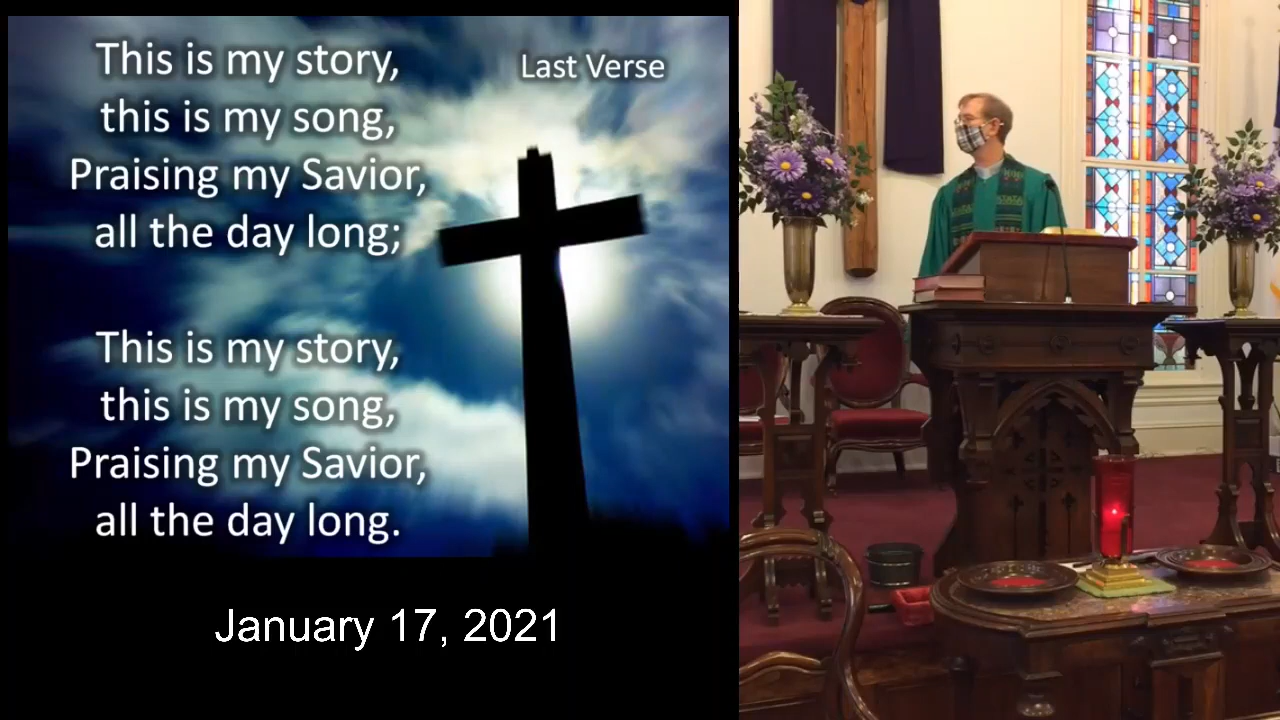 This is my story,
this is my song,
Praising my Savior,
all the day long;
Last Verse
This is my story,
this is my song,
Praising my Savior,
all the day long.
January 17, 2021